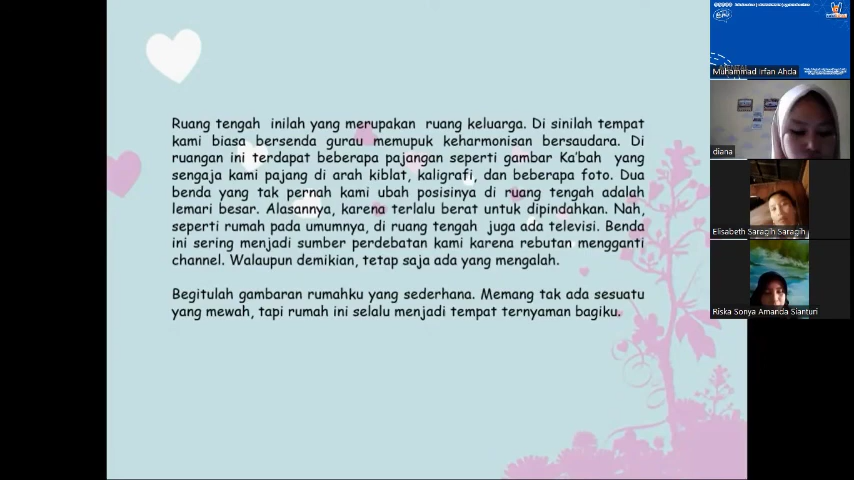 Ruang tengah inilah yang merupakan ruang keluarga. Di sinilah tempat
kami biasa bersenda gurau memupuk keharmonisan bersaudara. Di
ruangan ini terdapat beberapa pajangan seperti gambar Ka'bah yang
sengaja kami pajang di arah kiblat, kaligrafi, dan beberapa foto. Dua
benda yang tak pernah kami ubah posisinya di ruang tengah adalah
lemari besar. Alasannya, karena terlalu berat untuk dipindahkan. Nah,
seperti rumah pada umumnya, di ruang tengah juga ada televisi. Benda
ini sering menjadi sumber perdebatan kami karena rebutan mengganti
channel. Walaupun demikian, tetap saja ada yang mengalah.
Begitulah gambaran rumahku yang sederhana. Memang tak ada sesuatu
yang mewah, tapi rumah ini selalu menjadi tempat ternyaman bagiku.
Muhammad Irfan Ahda
diana
Elisabeth Saragih Saragih
Riska Sonya Amanda Sianturi